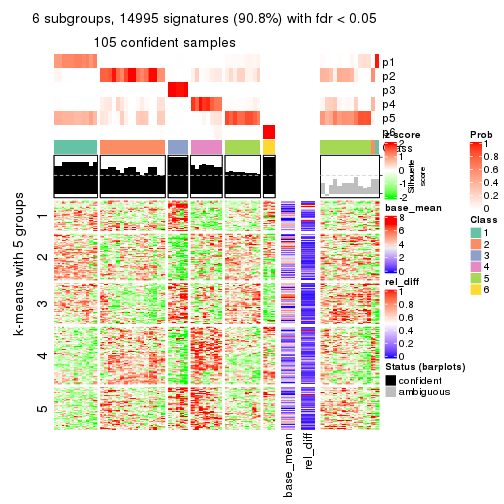 6 subgroups, 14995 signatures (90.8%) with fdr < 0.05
105 confident samples
p1
p2
p3
p4
p5
p6
Class
z-score
2
1
0
-1
-2
Silhouette
score
Prob
1
0.8
0.6
0.4
0.2
0
Class
1
2
3
4
5
6
base_mean
8
6
4
2
0
rel_diff
1
0.8
0.6
0.4
0.2
0
Status (barplots)
confident
ambiguous
k-means with 5 groups
1
2
3
4
5
base_mean
rel_diff